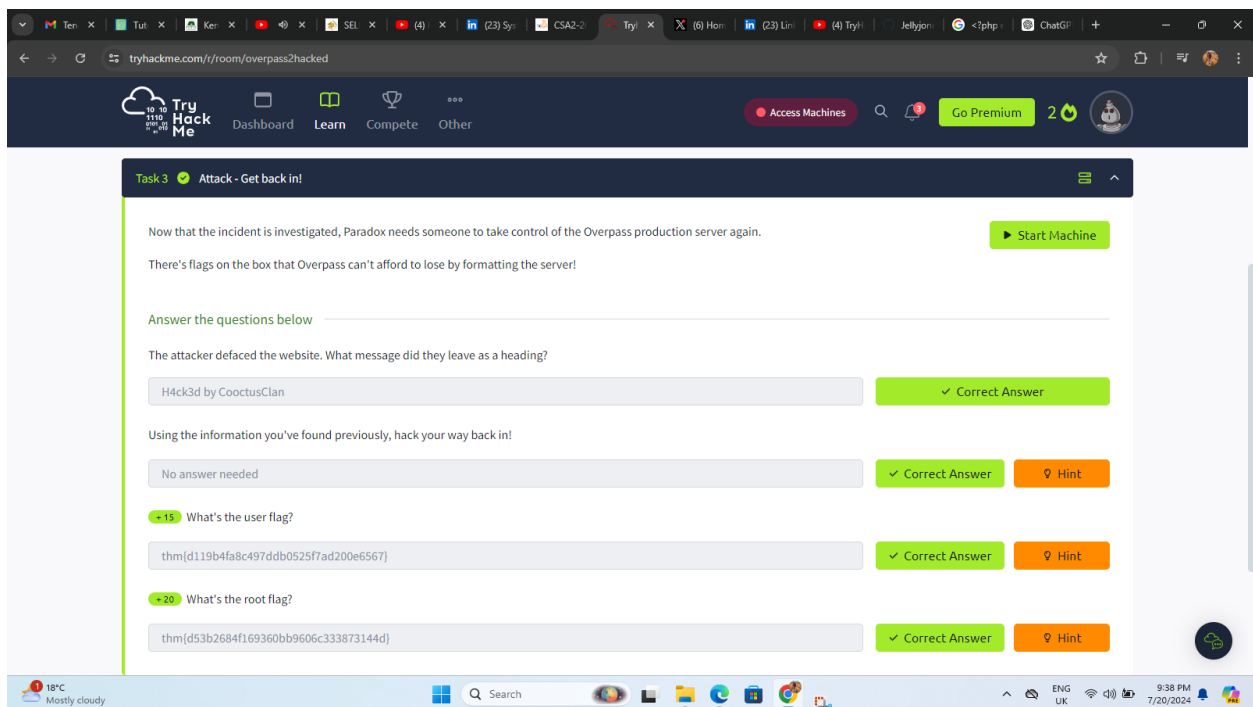 Ten
Tut
Ken
SEL
(4)
(23) Sys
CSA2-2
Tryl
(6) Hom
(23) Lin
(4) TryH
Jellyjon
<?php
ChatGP
tryhackme.com/r/room/overpass2hacked
Try Hack Me
Dashboard
Learn
Compete
Other
Access Machines
3
Go Premium
2
Task 3 Attack - Get back in!
Now that the incident is investigated, Paradox needs someone to take control of the Overpass production server again.
Start Machine
There's flags on the box that Overpass can't afford to lose by formatting the server!
Answer the questions below
The attacker defaced the website. What message did they leave as a heading?
H4ck3d by CooctusClan
Correct Answer
Using the information you've found previously, hack your way back in!
No answer needed
Correct Answer
Hint
+15 What's the user flag?
thm{d119b4fa8c497ddb0525f7ad200e6567}
Correct Answer
Hint
+20 What's the root flag?
thm{d53b2684f169360bb9606c333873144d}
Correct Answer
Hint
1
18°C
Mostly cloudy
Search
ENG
UK
9:38 PM
7/20/2024